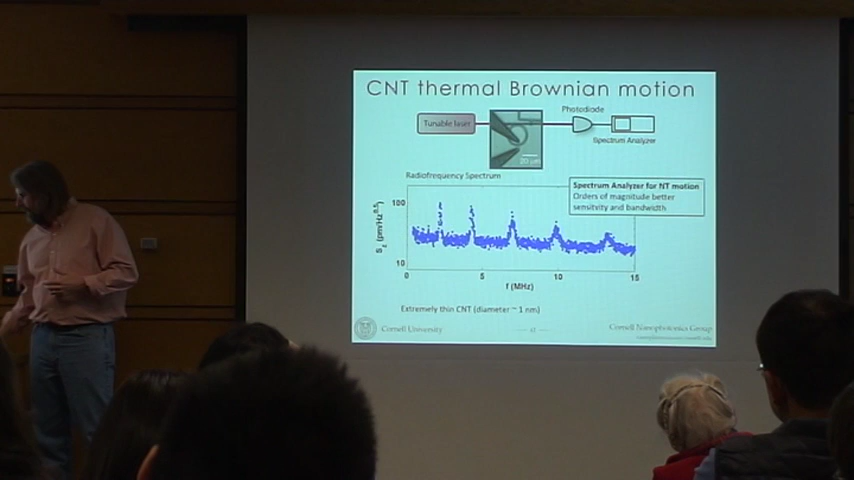 CNT thermal Brownian motion
Photodiode
Tunable laser
20 µm
Spectrum Analyzer
Radiofrequency Spectrum
Spectrum Analyzer for NT motion
Orders of magnitude better
sensitvity and bandwidth
100
10
0 5 10 15
f (MHz)
Extremely thin CNT (diameter ~ 1 nm)
Cornell University
Cornell Nanophotonics Group